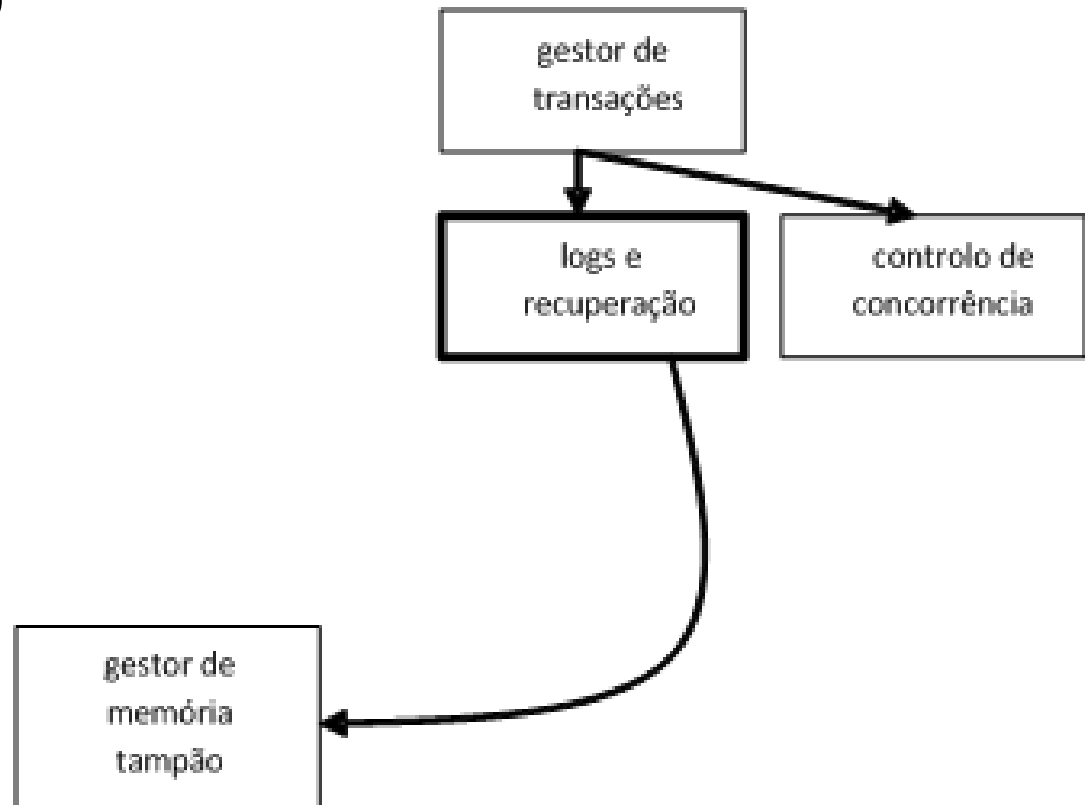 )
gestor de
transações
logs e
recuperação
controlo de
concorrência
gestor de
memória
tampão